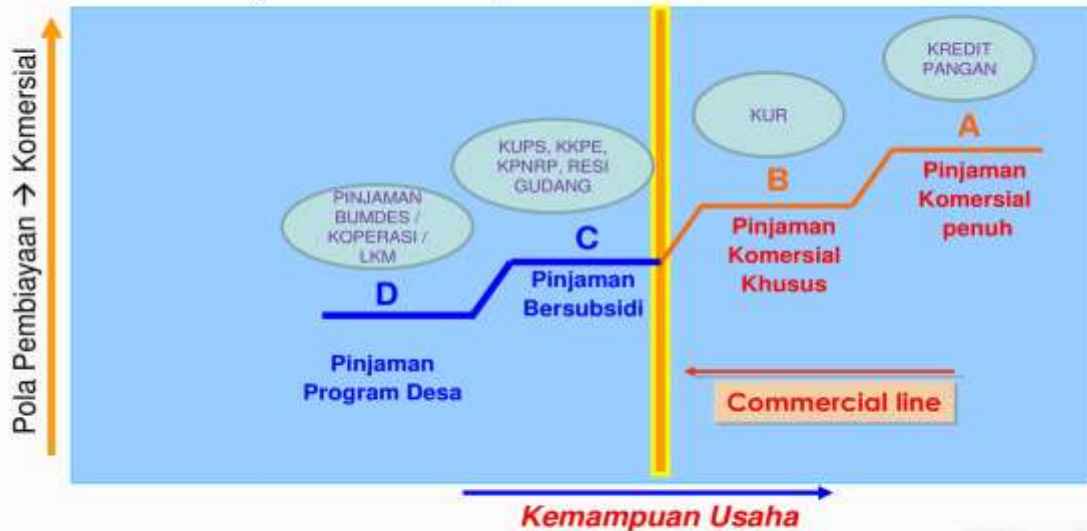 Pola Pembiayaan → Komersial
KREDIT
PANGAN
A
Pinjaman
Komersial
penuh
KUR
B
Pinjaman
Komersial
Khusus
KUPS, KKPE,
KPNRP, RESI
GUDANG
C
Pinjaman
Bersubsidi
PINJAMAN
BUMDES /
KOPERASI /
LKM
D
Pinjaman
Program Desa
Commercial line
Kemampuan Usaha